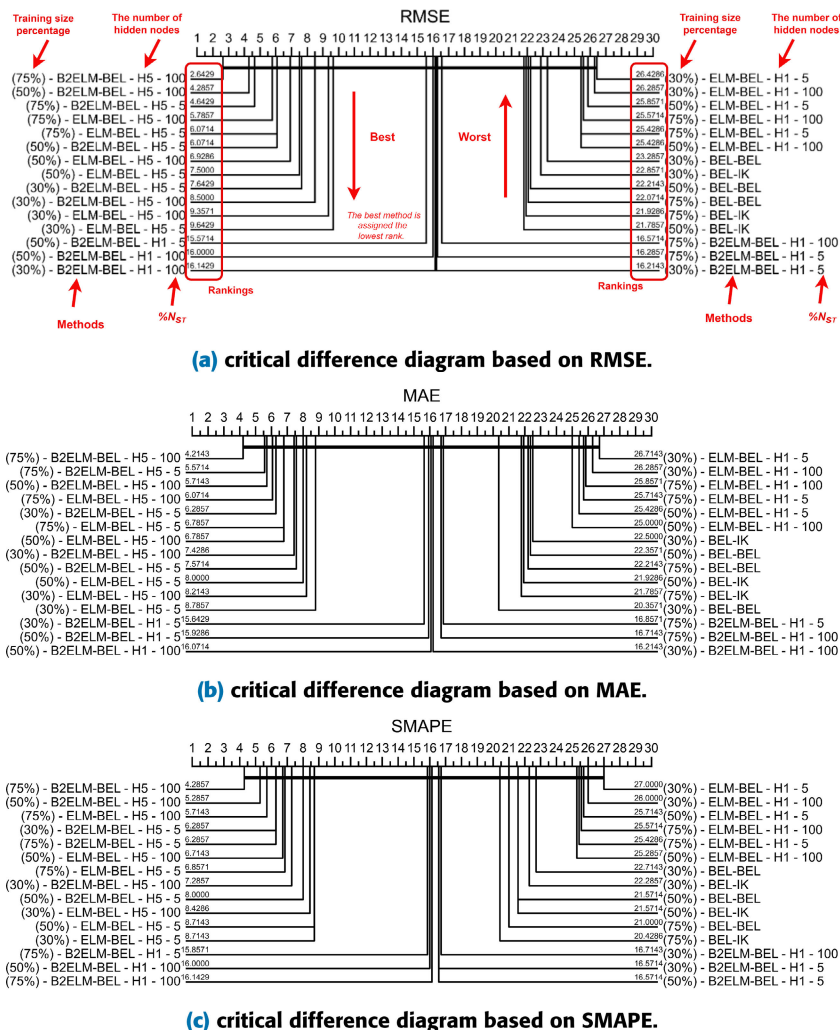 RMSE
Training size percentage
The number of hidden nodes
Training size percentage
The number of hidden nodes
1 2 3 4 5 6 7 8 9 10 11 12 13 14 15 16 17 18 19 20 21 22 23 24 25 26 27 28 29 30
(75%) - B2ELM-BEL - H5 - 100 2.6429 26.4286 (30%) - ELM-BEL - H1 - 5
(50%) - B2ELM-BEL - H5 - 100 4.2857 26.2857 (30%) - ELM-BEL - H1 - 100
(75%) - B2ELM-BEL - H5 - 5 4.6429 25.8571 (50%) - ELM-BEL - H1 - 5
(75%) - ELM-BEL - H5 - 100 5.7857 25.5714 (75%) - ELM-BEL - H1 - 100
(75%) - ELM-BEL - H5 - 5 6.0714 25.4286 (75%) - ELM-BEL - H1 - 5
(50%) - B2ELM-BEL - H5 - 5 6.0714 25.4286 (50%) - ELM-BEL - H1 - 100
(50%) - ELM-BEL - H5 - 100 6.9286 23.2857 (30%) - BEL-BEL
(50%) - ELM-BEL - H5 - 5 7.5000 22.8571 (30%) - BEL-IK
(30%) - B2ELM-BEL - H5 - 5 7.6429 22.2143 (50%) - BEL-BEL
(30%) - B2ELM-BEL - H5 - 100 8.5000 22.0714 (75%) - BEL-BEL
(30%) - ELM-BEL - H5 - 100 9.3571 21.9286 (75%) - BEL-IK
(30%) - ELM-BEL - H5 - 5 9.6429 21.7857 (50%) - BEL-IK
(50%) - B2ELM-BEL - H1 - 5 15.5714 16.5714 (75%) - B2ELM-BEL - H1 - 100
(50%) - B2ELM-BEL - H1 - 100 16.0000 16.2857 (75%) - B2ELM-BEL - H1 - 5
(30%) - B2ELM-BEL - H1 - 100 16.1429 16.2143 (30%) - B2ELM-BEL - H1 - 5
Best
Worst
The best method is
assigned the
lowest rank.
Rankings
Rankings
Methods
%N_ST
Methods
%N_ST
(a) critical difference diagram based on RMSE.
MAE
1 2 3 4 5 6 7 8 9 10 11 12 13 14 15 16 17 18 19 20 21 22 23 24 25 26 27 28 29 30
(75%) - B2ELM-BEL - H5 - 100 4.2143 26.7143 (30%) - ELM-BEL - H1 - 5
(75%) - B2ELM-BEL - H5 - 5 5.5714 26.2857 (30%) - ELM-BEL - H1 - 100
(50%) - B2ELM-BEL - H5 - 100 5.7143 25.8571 (75%) - ELM-BEL - H1 - 100
(75%) - ELM-BEL - H5 - 100 6.0714 25.7143 (75%) - ELM-BEL - H1 - 5
(30%) - B2ELM-BEL - H5 - 5 6.2857 25.4286 (50%) - ELM-BEL - H1 - 5
(75%) - ELM-BEL - H5 - 5 6.7857 25.0000 (50%) - ELM-BEL - H1 - 100
(50%) - ELM-BEL - H5 - 100 6.7857 22.5000 (30%) - BEL-IK
(30%) - B2ELM-BEL - H5 - 100 7.4286 22.3571 (50%) - BEL-BEL
(50%) - B2ELM-BEL - H5 - 5 7.5714 22.2143 (75%) - BEL-BEL
(50%) - ELM-BEL - H5 - 5 8.0000 21.9286 (50%) - BEL-IK
(30%) - ELM-BEL - H5 - 100 8.2143 21.7857 (75%) - BEL-IK
(30%) - ELM-BEL - H5 - 5 8.7857 20.3571 (30%) - BEL-BEL
(30%) - B2ELM-BEL - H1 - 5 15.6429 16.8571 (75%) - B2ELM-BEL - H1 - 5
(50%) - B2ELM-BEL - H1 - 5 15.9286 16.7143 (75%) - B2ELM-BEL - H1 - 100
(50%) - B2ELM-BEL - H1 - 100 16.0714 16.2143 (30%) - B2ELM-BEL - H1 - 100
(b) critical difference diagram based on MAE.
SMAPE
1 2 3 4 5 6 7 8 9 10 11 12 13 14 15 16 17 18 19 20 21 22 23 24 25 26 27 28 29 30
(75%) - B2ELM-BEL - H5 - 100 4.2857 27.0000 (30%) - ELM-BEL - H1 - 5
(50%) - B2ELM-BEL - H5 - 100 5.2857 26.0000 (30%) - ELM-BEL - H1 - 100
(75%) - ELM-BEL - H5 - 100 5.7143 25.7143 (50%) - ELM-BEL - H1 - 5
(30%) - B2ELM-BEL - H5 - 5 6.2857 25.5714 (75%) - ELM-BEL - H1 - 100
(75%) - B2ELM-BEL - H5 - 5 6.2857 25.4286 (75%) - ELM-BEL - H1 - 5
(50%) - ELM-BEL - H5 - 100 6.7143 25.2857 (50%) - ELM-BEL - H1 - 100
(75%) - ELM-BEL - H5 - 5 6.8571 22.7143 (30%) - BEL-BEL
(30%) - B2ELM-BEL - H5 - 100 7.2857 22.2857 (30%) - BEL-IK
(50%) - B2ELM-BEL - H5 - 5 8.0000 21.5714 (50%) - BEL-BEL
(30%) - ELM-BEL - H5 - 100 8.4286 21.5714 (50%) - BEL-IK
(50%) - ELM-BEL - H5 - 5 8.7143 21.0000 (75%) - BEL-BEL
(30%) - ELM-BEL - H5 - 5 8.7143 20.4286 (75%) - BEL-IK
(75%) - B2ELM-BEL - H1 - 5 15.8571 16.7143 (30%) - B2ELM-BEL - H1 - 100
(50%) - B2ELM-BEL - H1 - 100 16.0000 16.5714 (30%) - B2ELM-BEL - H1 - 5
(75%) - B2ELM-BEL - H1 - 100 16.1429 16.5714 (50%) - B2ELM-BEL - H1 - 5
(c) critical difference diagram based on SMAPE.